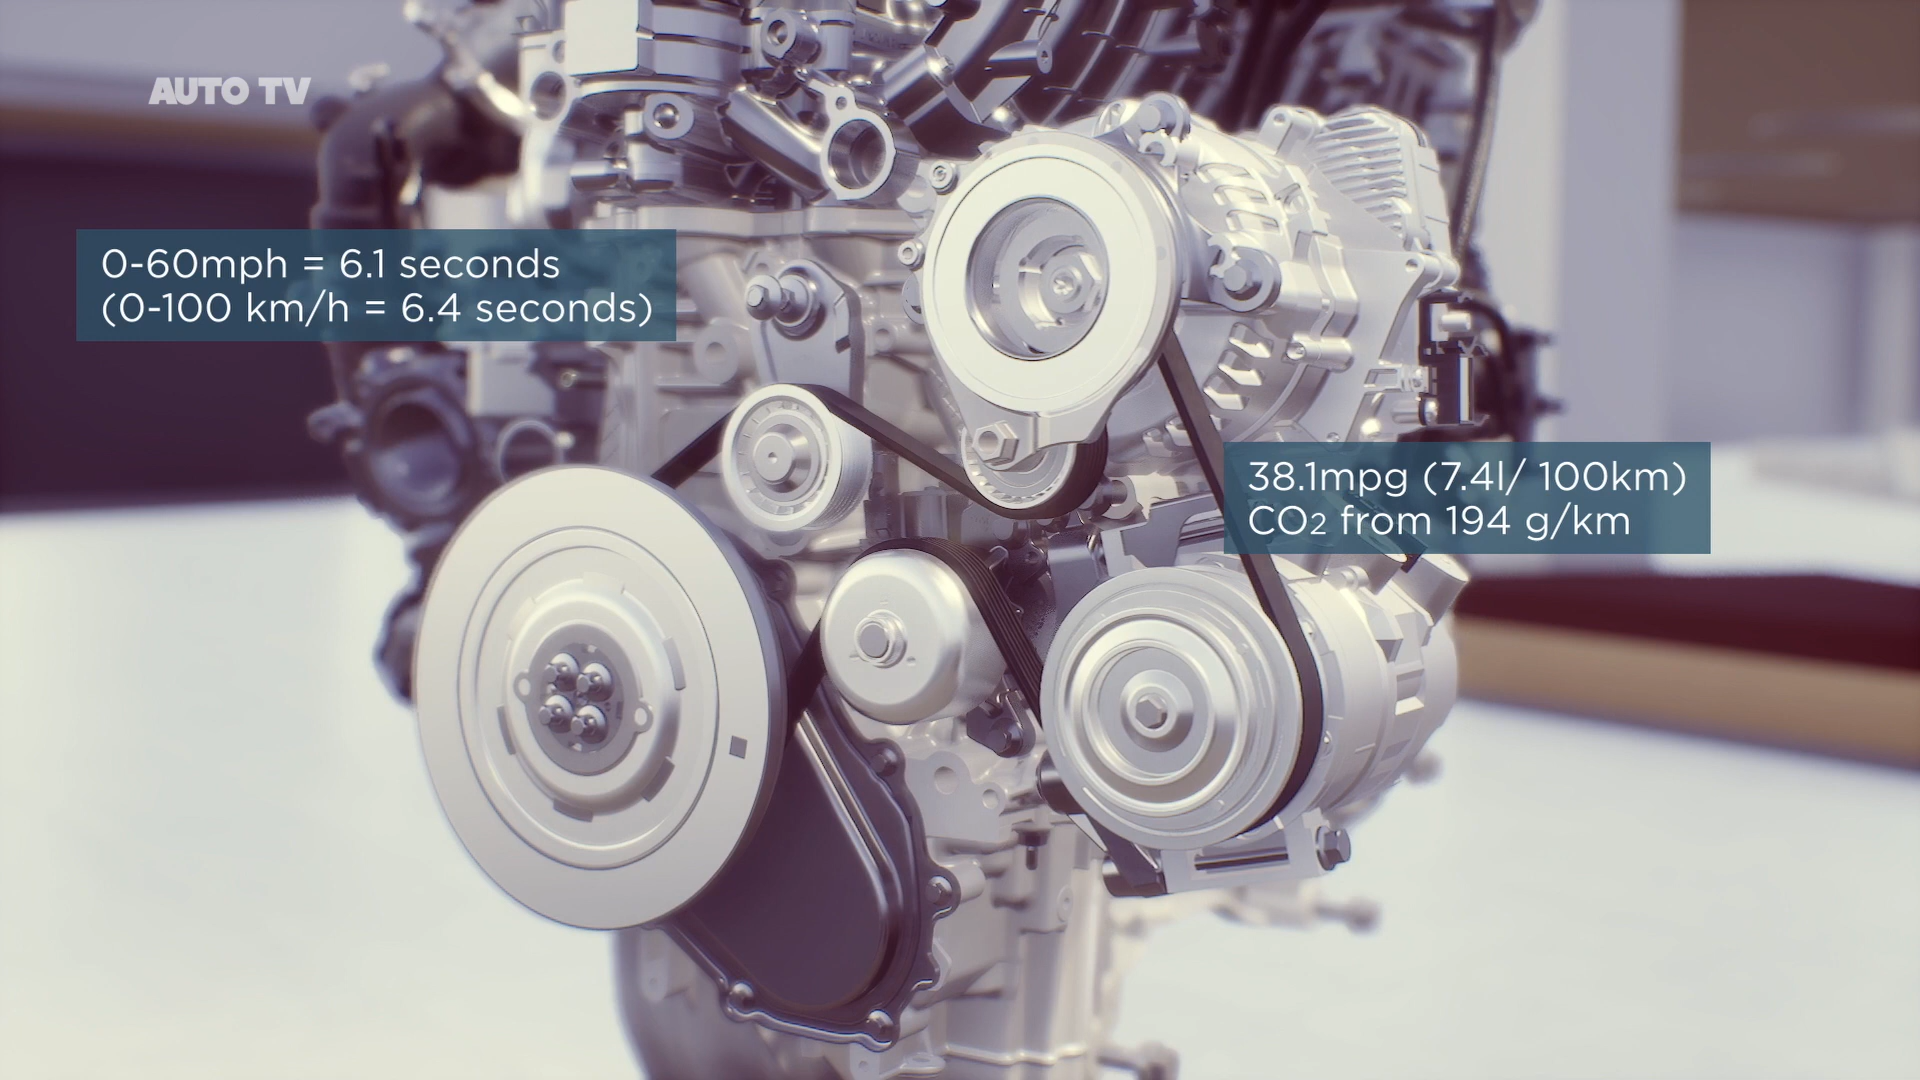 AUTO TV
0-60mph = 6.1 seconds
(0-100 km/h = 6.4 seconds)
38.1mpg (7.4l/ 100km)
CO2 from 194 g/km